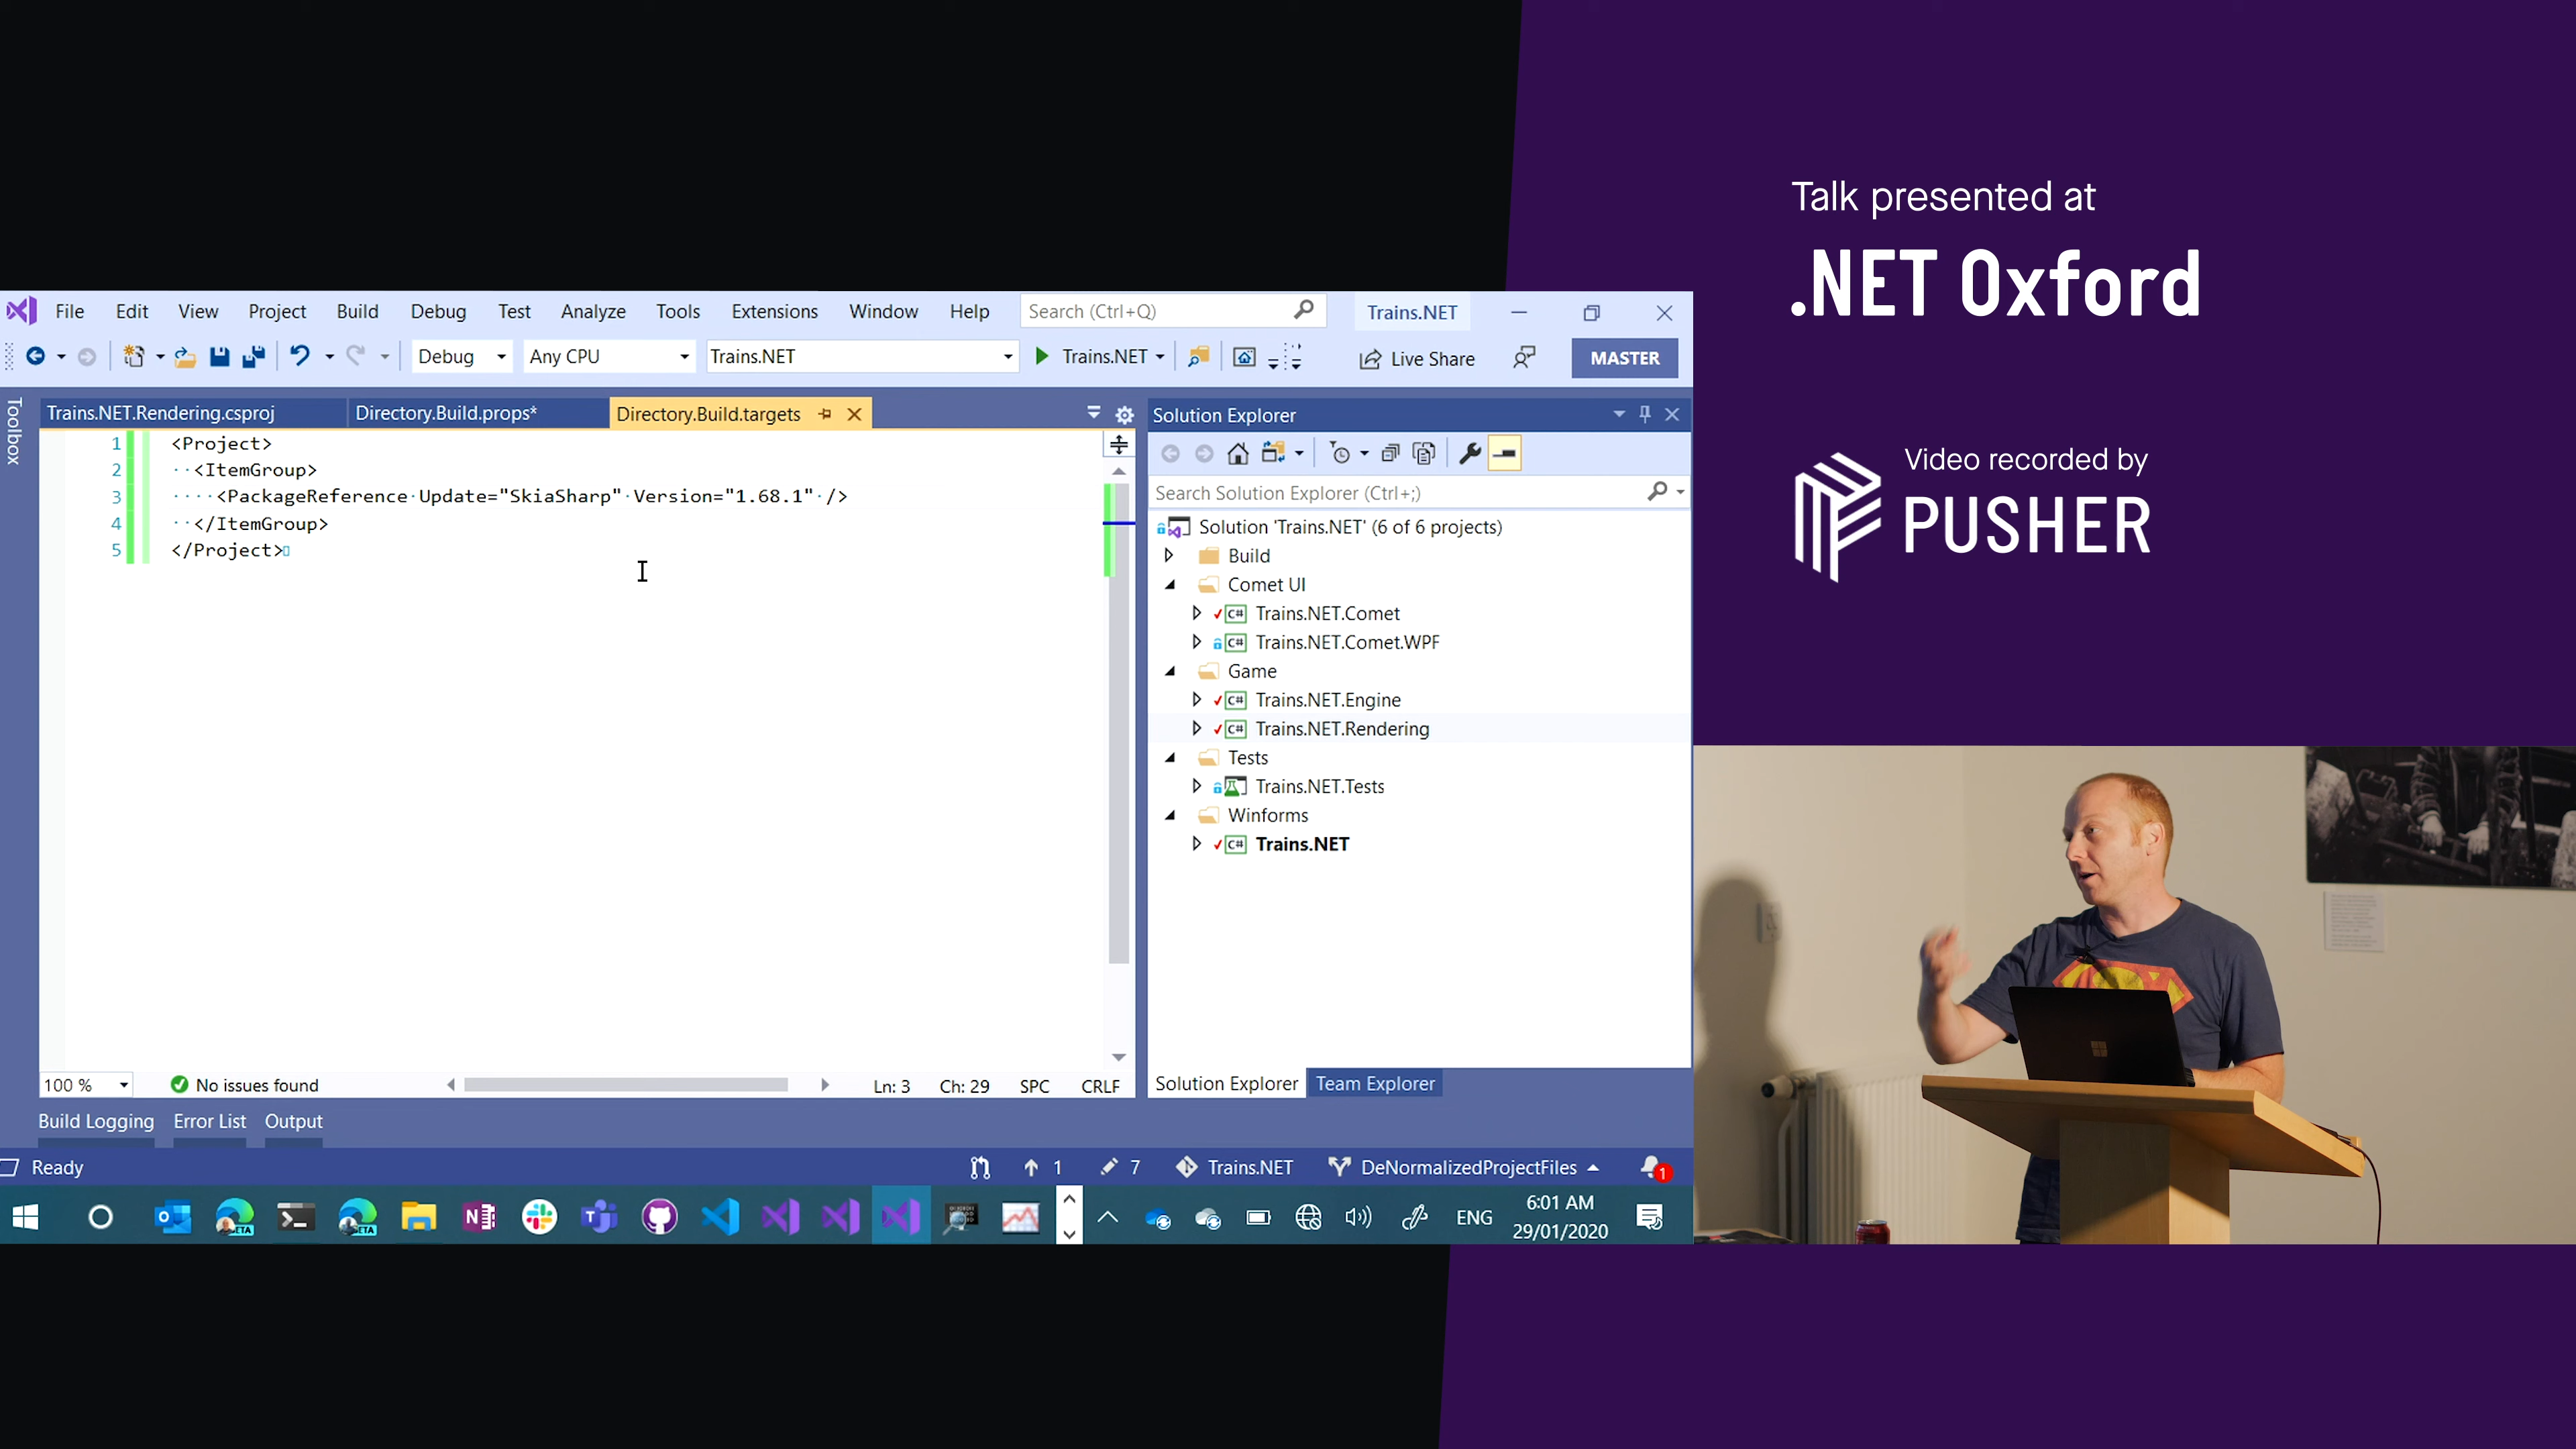 Talk presented at
.NET Oxford
Video recorded by
PUSHER
File Edit View Project Build Debug Test Analyze Tools Extensions Window Help Search (Ctrl+Q) Trains.NET
Debug Any CPU Trains.NET Trains.NET Live Share MASTER
Toolbox
Trains.NET.Rendering.csproj Directory.Build.props* Directory.Build.targets
1 <Project>
2 ··<ItemGroup>
3 ····<PackageReference·Update="SkiaSharp"·Version="1.68.1"·/>
4 ··</ItemGroup>
5 </Project>
100 % No issues found Ln: 3 Ch: 29 SPC CRLF
Solution Explorer
Search Solution Explorer (Ctrl+;)
Solution 'Trains.NET' (6 of 6 projects)
Build
Comet UI
C# Trains.NET.Comet
C# Trains.NET.Comet.WPF
Game
C# Trains.NET.Engine
C# Trains.NET.Rendering
Tests
Trains.NET.Tests
Winforms
C# Trains.NET
Solution Explorer Team Explorer
Build Logging Error List Output
Ready 1 7 Trains.NET DeNormalizedProjectFiles 1
ENG 6:01 AM
29/01/2020